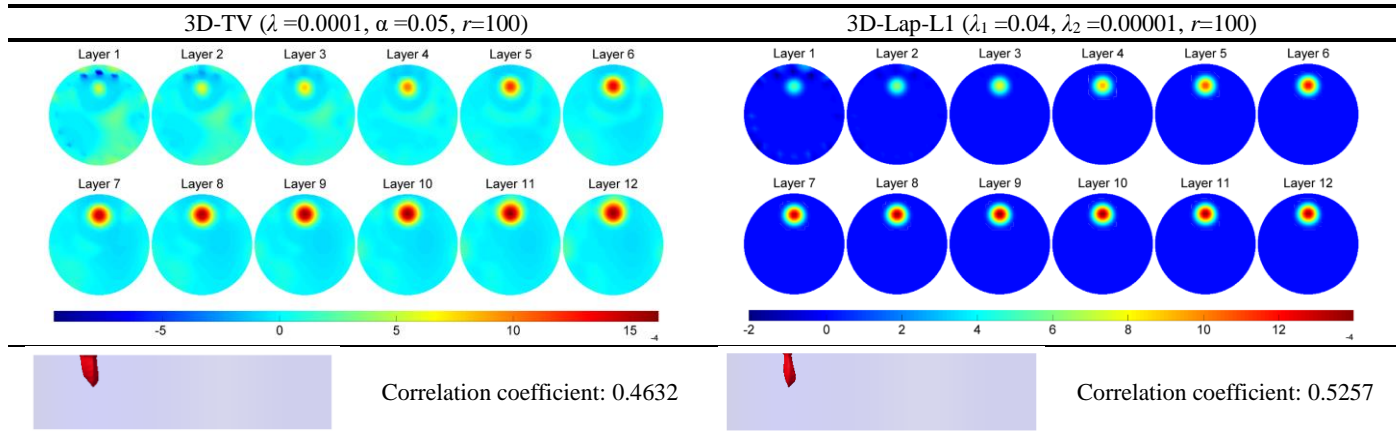 3D-TV (λ =0.0001, α =0.05, r=100)
Layer 1 Layer 2 Layer 3 Layer 4 Layer 5 Layer 6
Layer 7 Layer 8 Layer 9 Layer 10 Layer 11 Layer 12
-5 0 5 10 15
-4
Correlation coefficient: 0.4632
3D-Lap-L1 (λ1 =0.04, λ2 =0.00001, r=100)
Layer 1 Layer 2 Layer 3 Layer 4 Layer 5 Layer 6
Layer 7 Layer 8 Layer 9 Layer 10 Layer 11 Layer 12
-2 0 2 4 6 8 10 12
-4
Correlation coefficient: 0.5257